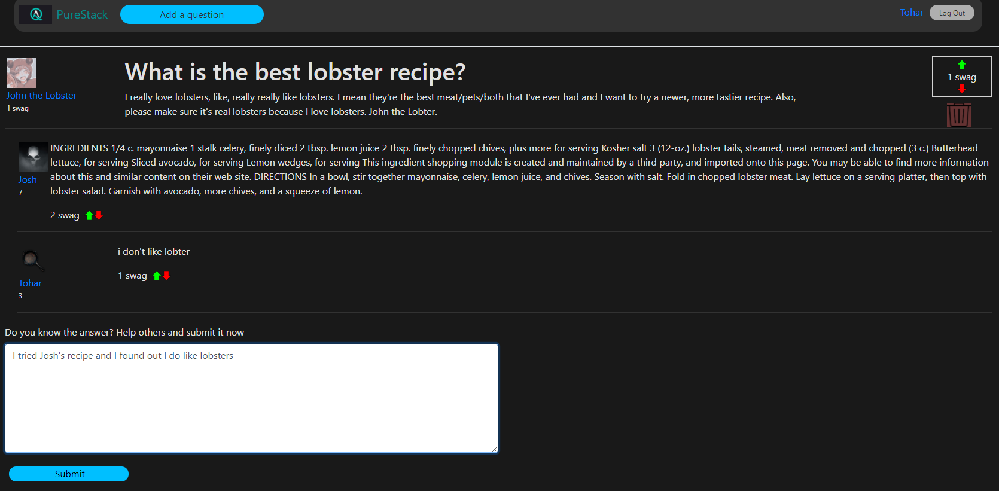 PureStack
Add a question
Tohar
Log Out
John the Lobster
1 swag
What is the best lobster recipe?
I really love lobsters, like, really really like lobsters. I mean they're the best meat/pets/both that I've ever had and I want to try a newer, more tastier recipe. Also,
please make sure it's real lobsters because I love lobsters. John the Lobter.
1 swag
Josh
7
INGREDIENTS 1/4 c. mayonnaise 1 stalk celery, finely diced 2 tbsp. lemon juice 2 tbsp. finely chopped chives, plus more for serving Kosher salt 3 (12-oz.) lobster tails, steamed, meat removed and chopped (3 c.) Butterhead
lettuce, for serving Sliced avocado, for serving Lemon wedges, for serving This ingredient shopping module is created and maintained by a third party, and imported onto this page. You may be able to find more information
about this and similar content on their web site. DIRECTIONS In a bowl, stir together mayonnaise, celery, lemon juice, and chives. Season with salt. Fold in chopped lobster meat. Lay lettuce on a serving platter, then top with
lobster salad. Garnish with avocado, more chives, and a squeeze of lemon.
2 swag
Tohar
3
i don't like lobter
1 swag
Do you know the answer? Help others and submit it now
I tried Josh's recipe and I found out I do like lobsters
Submit